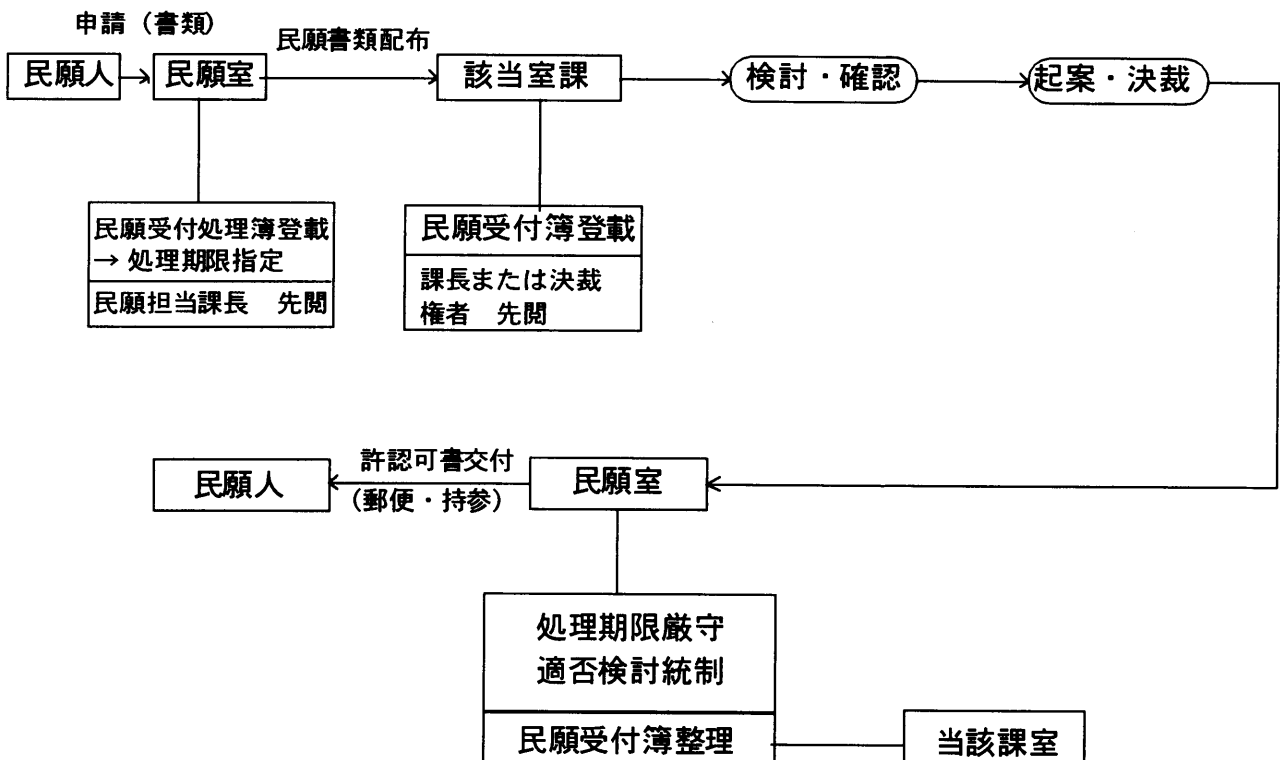 申請（書類）
民願書類配布
民願人
民願室
該当室課
検討・確認
起案・決裁
民願受付処理簿登載
→ 処理期限指定
民願担当課長　先閲
民願受付簿登載
課長または決裁
権者　先閲
許認可書交付
民願人
民願室
(郵便・持参)
処理期限厳守
適否検討統制
民願受付簿整理
当該課室